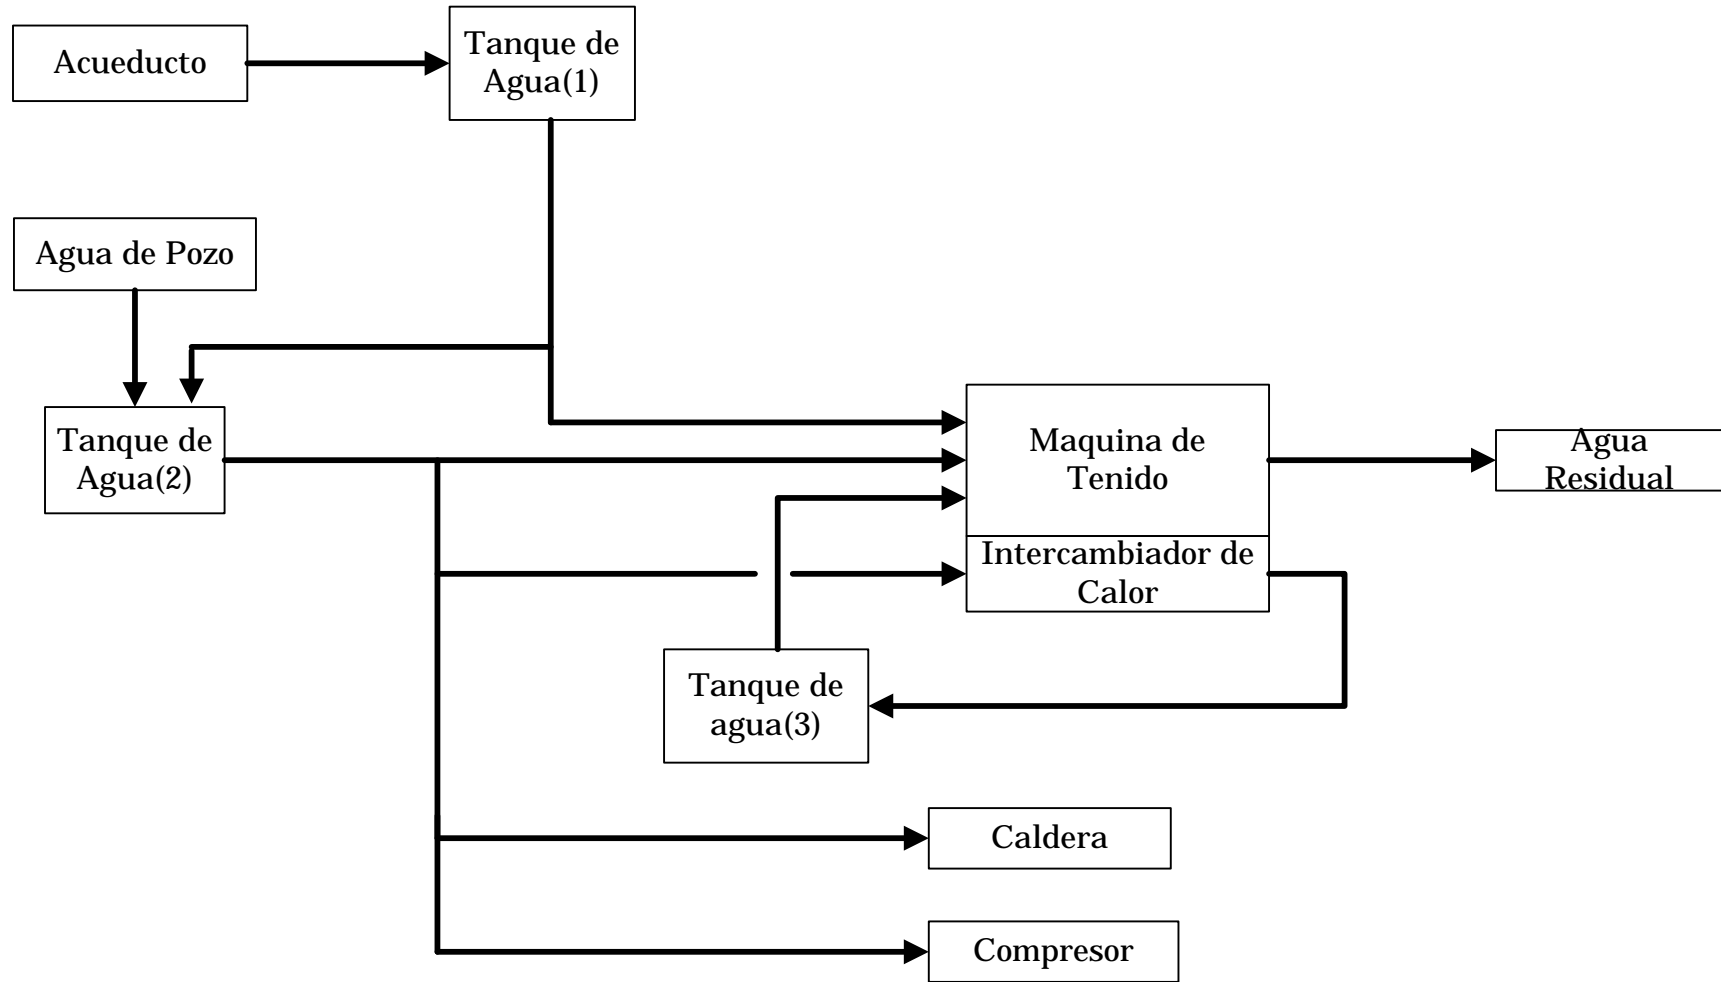 Acueducto
Tanque de
Agua(1)
Agua de Pozo
Tanque de
Agua(2)
Maquina de
Tenido
Intercambiador de
Calor
Agua
Residual
Tanque de
agua(3)
Caldera
Compresor